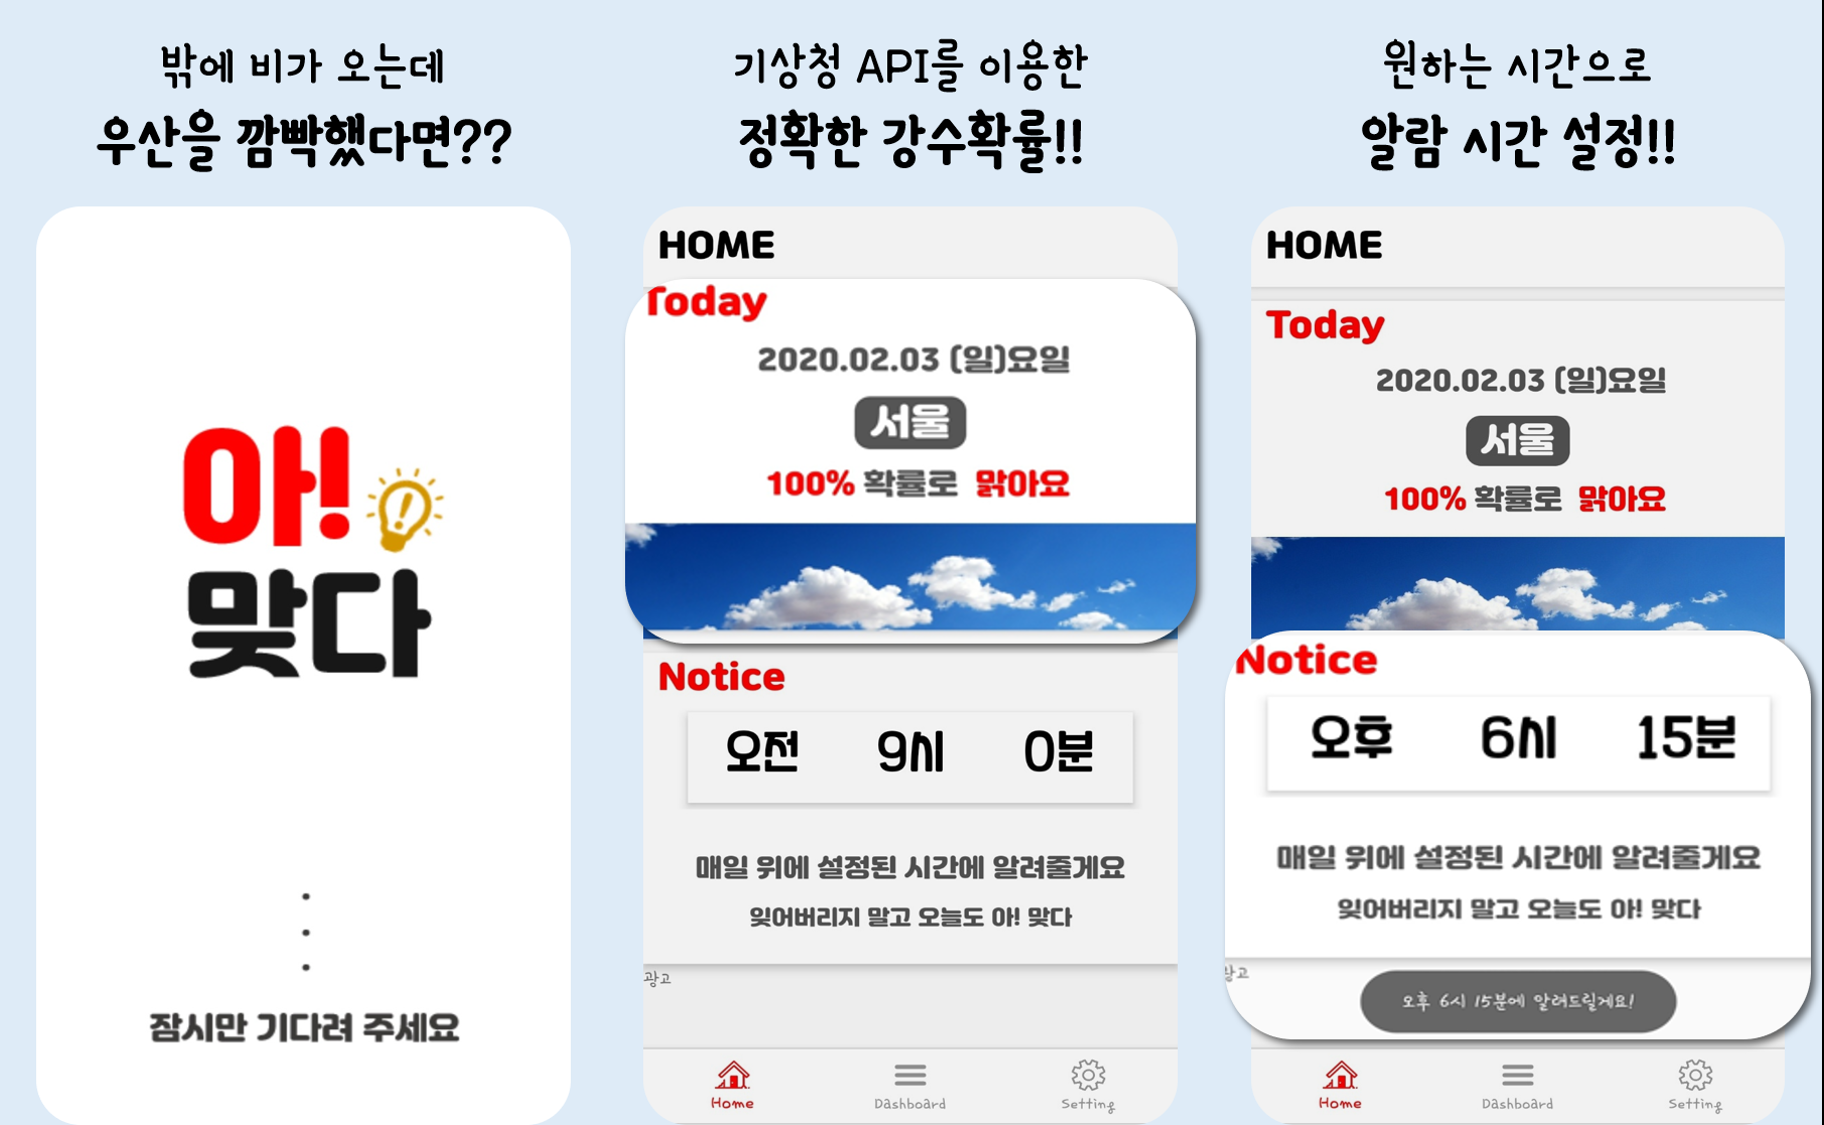 밖에 비가 오는데
우산을 깜빡했다면??
아!
맞다
잠시만 기다려 주세요
기상청 API를 이용한
정확한 강수확률!!
HOME
Today
2020.02.03 (일)요일
서울
100% 확률로 맑아요
Notice
오전 9시 0분
매일 위에 설정된 시간에 알려줄게요
잊어버리지 말고 오늘도 아! 맞다
광고
Home Dashboard Setting
원하는 시간으로
알람 시간 설정!!
HOME
Today
2020.02.03 (일)요일
서울
100% 확률로 맑아요
Notice
오후 6시 15분
매일 위에 설정된 시간에 알려줄게요
잊어버리지 말고 오늘도 아! 맞다
광고
오후 6시 15분에 알려드릴게요!
Home Dashboard Setting